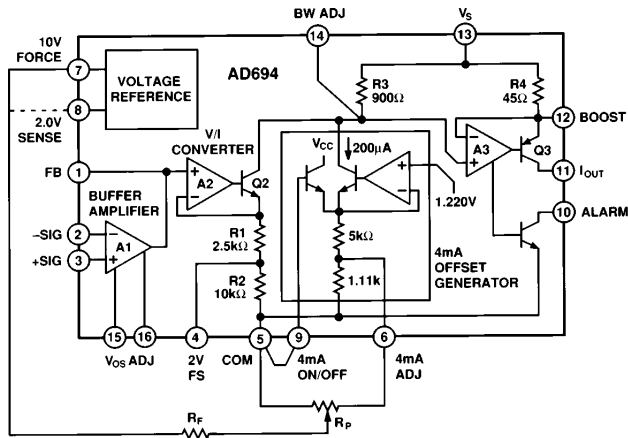 BW ADJ
VS
14
13
10V
FORCE
7
VOLTAGE
REFERENCE
AD694
R3
900Ω
R4
45Ω
8
2.0V
SENSE
12
BOOST
V/I
CONVERTER
VCC
200μA
A3
Q3
FB
1
+
−
A2
Q2
+
−
1.220V
−
+
11
IOUT
BUFFER
AMPLIFIER
10
ALARM
−SIG
2
−
A1
+SIG
3
+
R1
2.5kΩ
5kΩ
4mA
OFFSET
GENERATOR
R2
10kΩ
1.11k
15
16
4
5
9
6
VOS ADJ
2V
FS
COM
4mA
ON/OFF
4mA
ADJ
RF
RP